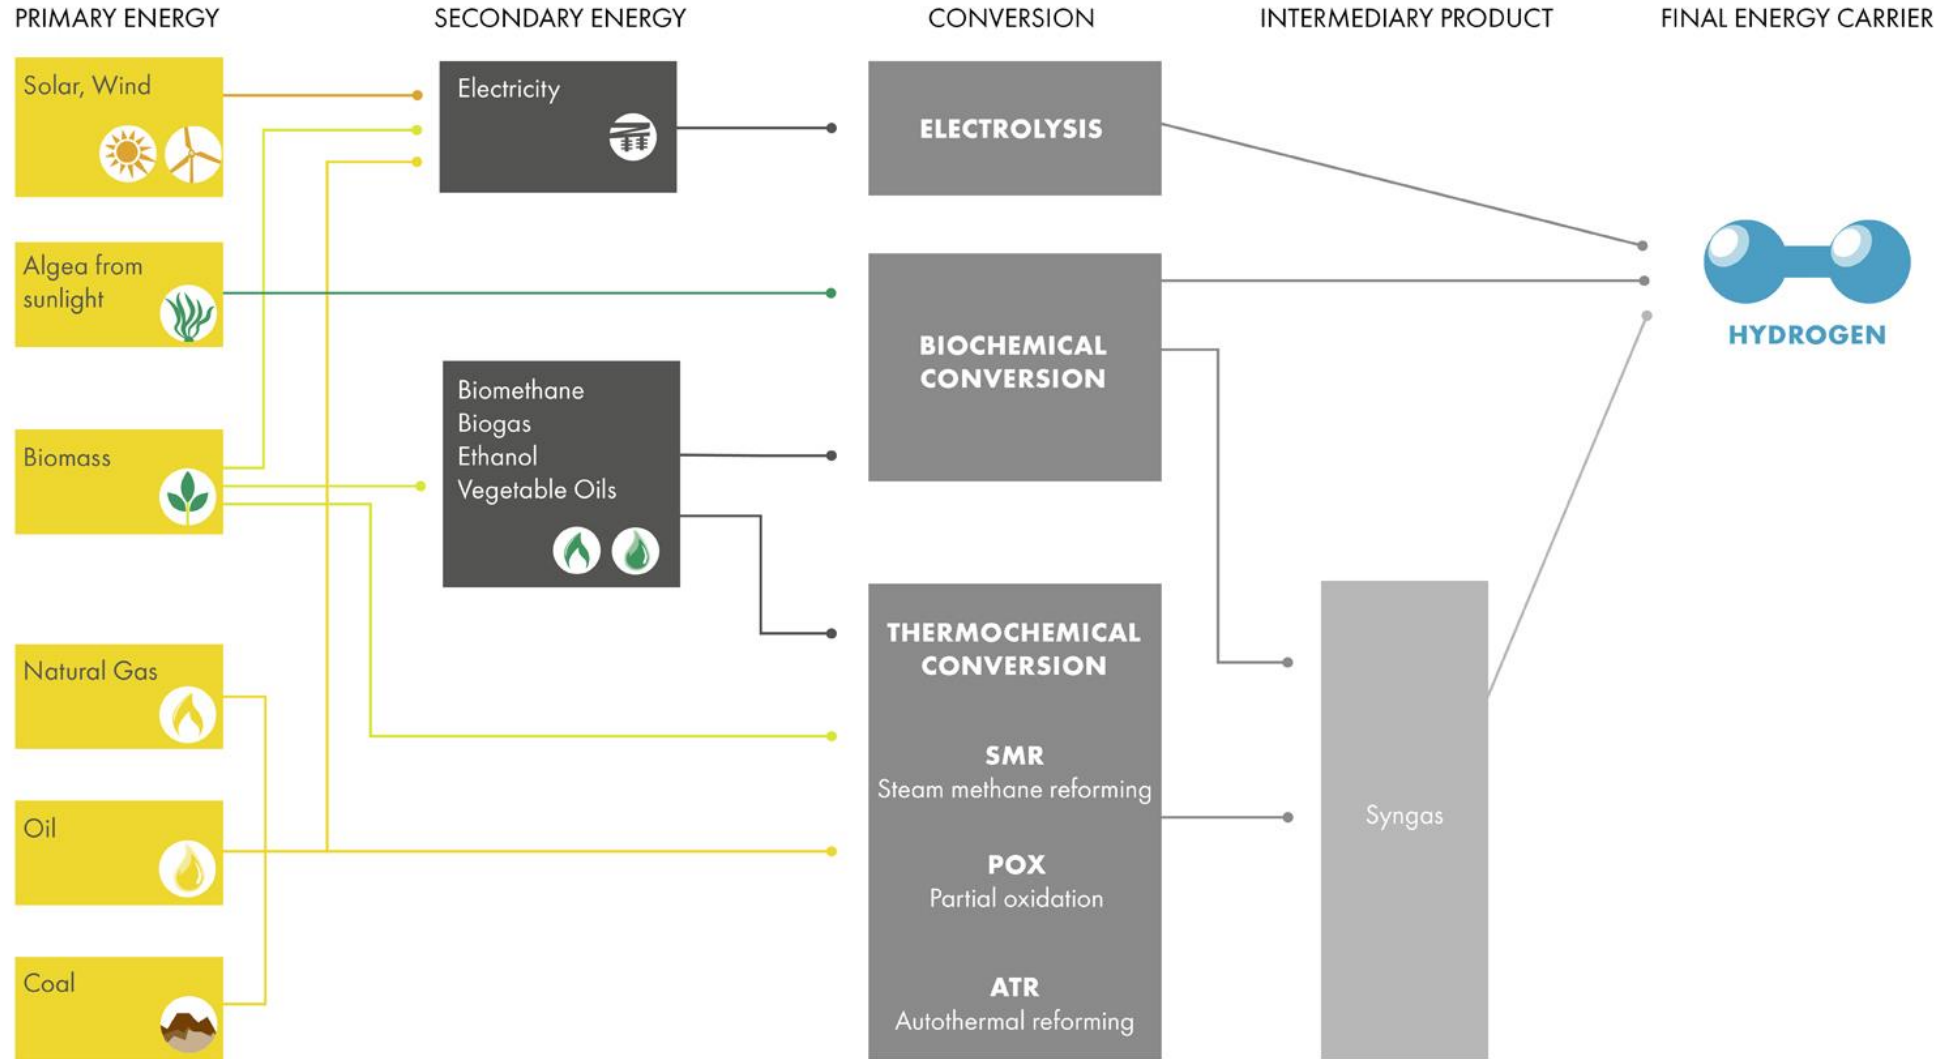 PRIMARY ENERGY
SECONDARY ENERGY
CONVERSION
INTERMEDIARY PRODUCT
FINAL ENERGY CARRIER
Solar, Wind
Algea from
sunlight
Biomass
Natural Gas
Oil
Coal
Electricity
Biomethane
Biogas
Ethanol
Vegetable Oils
ELECTROLYSIS
BIOCHEMICAL
CONVERSION
THERMOCHEMICAL
CONVERSION
SMR
Steam methane reforming
POX
Partial oxidation
ATR
Autothermal reforming
Syngas
HYDROGEN